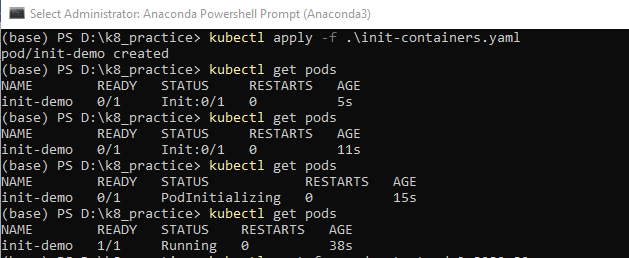 Select Administrator: Anaconda Powershell Prompt (Anaconda3)
(base) PS D:\k8_practice> kubectl apply -f .\init-containers.yaml
pod/init-demo created
(base) PS D:\k8_practice> kubectl get pods
NAME        READY   STATUS     RESTARTS   AGE
init-demo   0/1     Init:0/1   0          5s
(base) PS D:\k8_practice> kubectl get pods
NAME        READY   STATUS     RESTARTS   AGE
init-demo   0/1     Init:0/1   0          11s
(base) PS D:\k8_practice> kubectl get pods
NAME        READY   STATUS            RESTARTS   AGE
init-demo   0/1     PodInitializing   0          15s
(base) PS D:\k8_practice> kubectl get pods
NAME        READY   STATUS    RESTARTS   AGE
init-demo   1/1     Running   0          38s